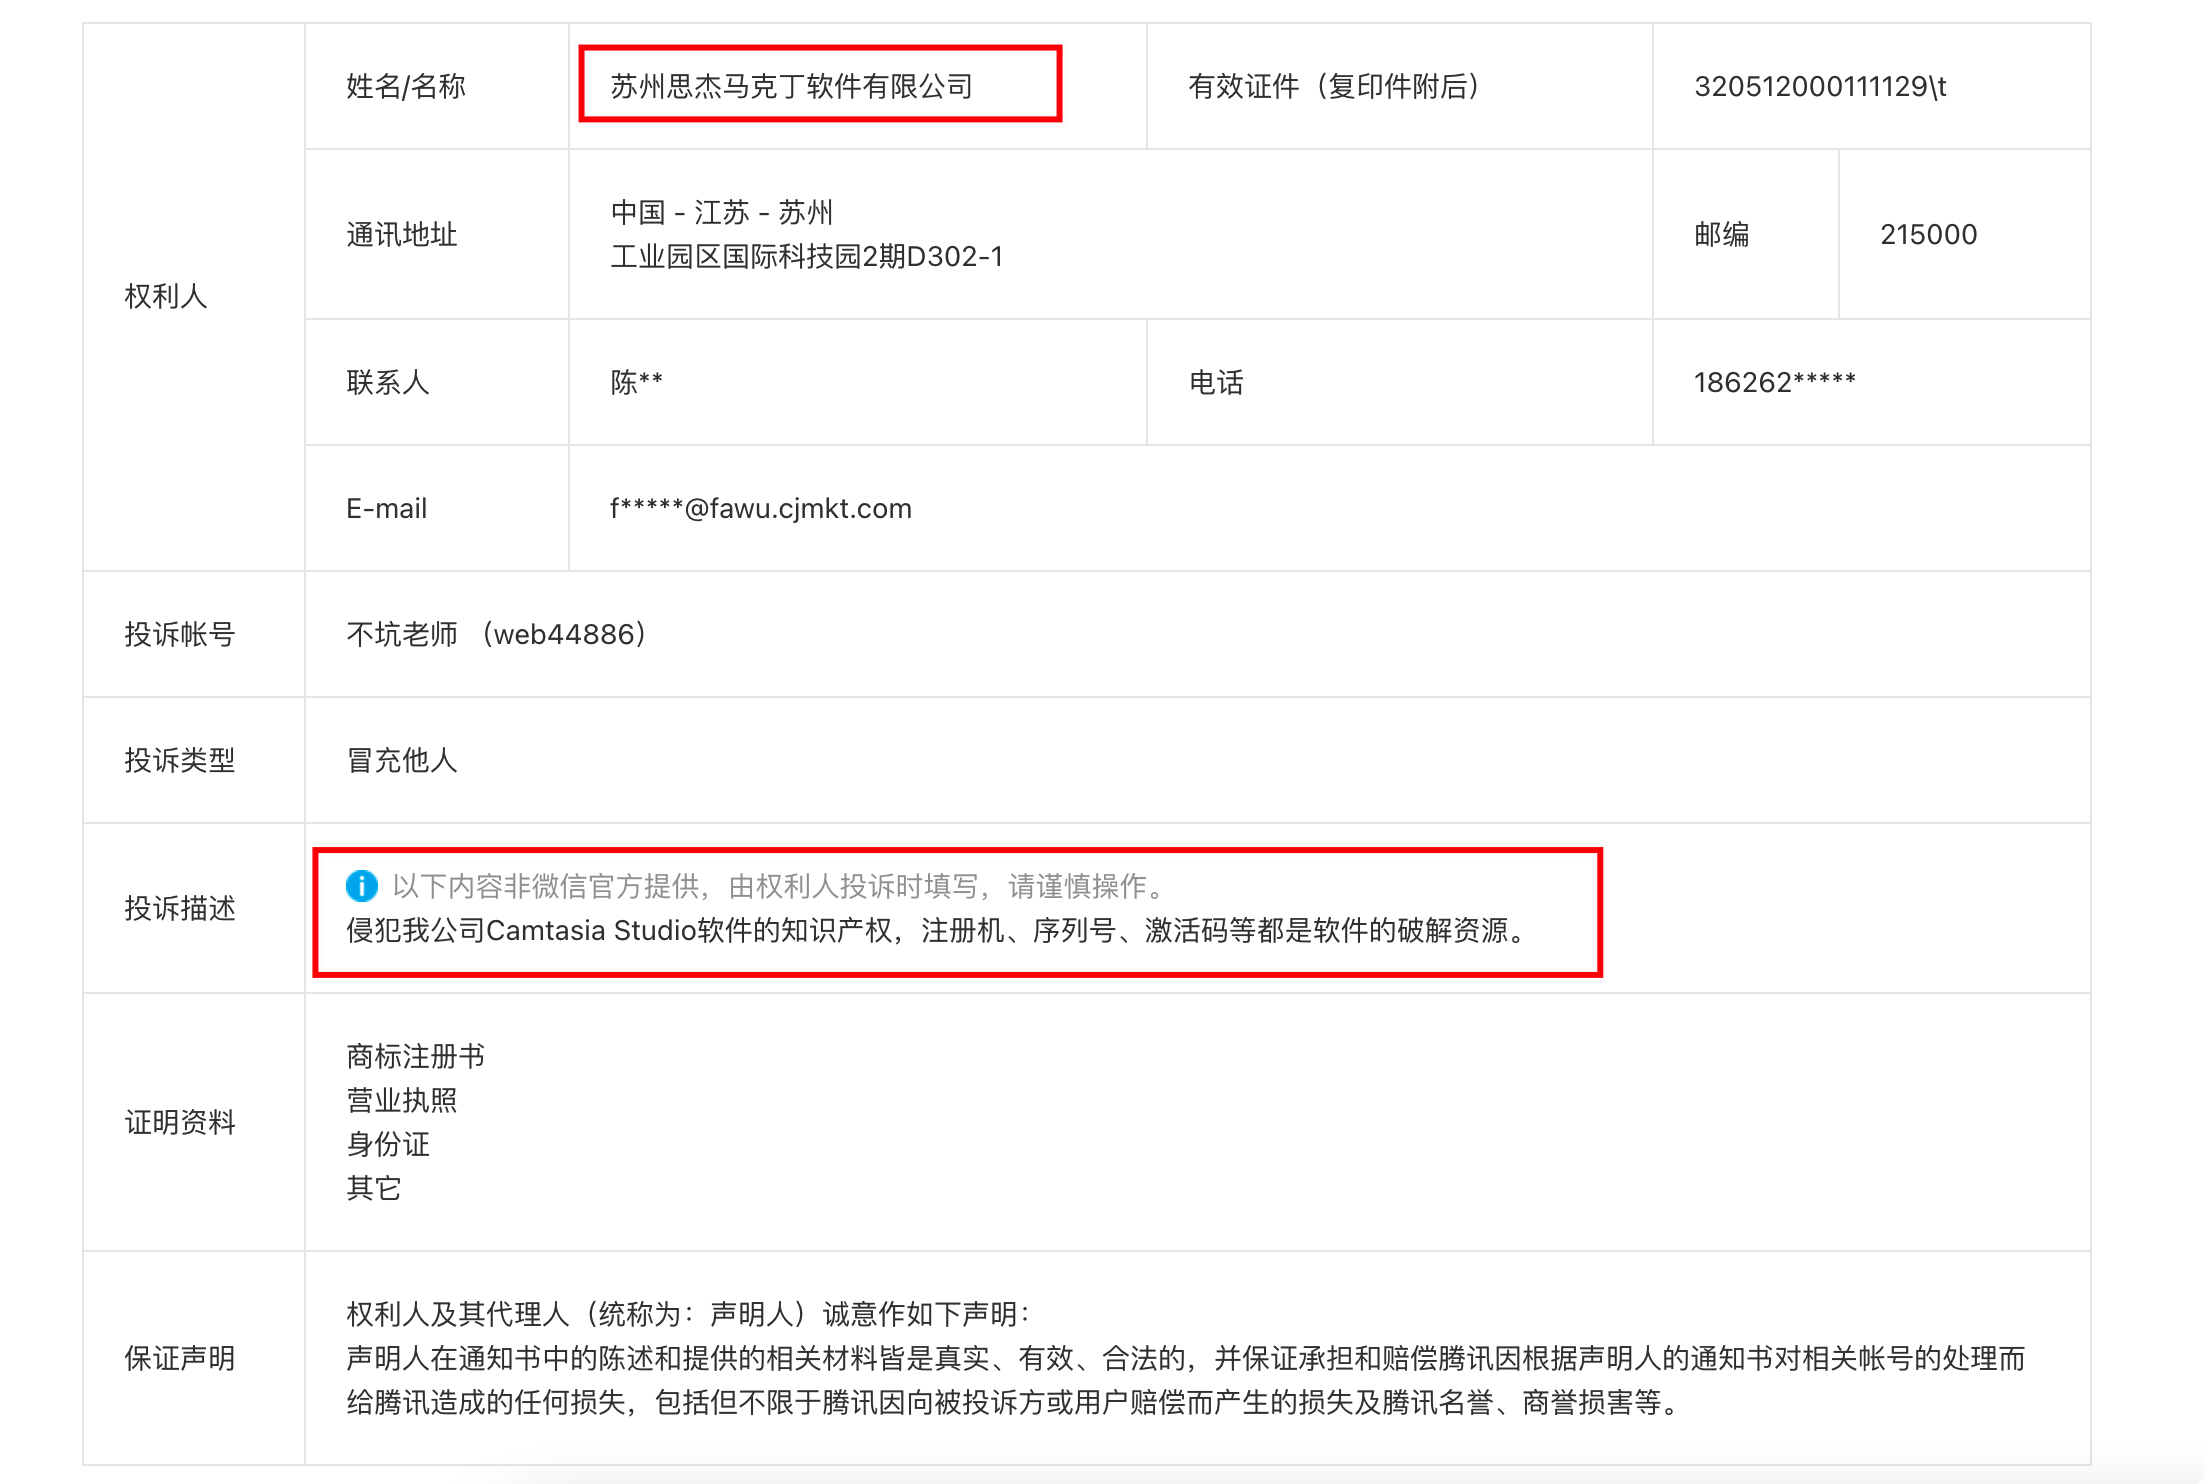 权利人
姓名/名称
苏州思杰马克丁软件有限公司
有效证件（复印件附后）
320512000111129\t
通讯地址
中国 - 江苏 - 苏州
工业园区国际科技园2期D302-1
邮编
215000
联系人
陈**
电话
186262*****
E-mail
f*****@fawu.cjmkt.com
投诉帐号
不坑老师 （web44886）
投诉类型
冒充他人
投诉描述
以下内容非微信官方提供，由权利人投诉时填写，请谨慎操作。
侵犯我公司Camtasia Studio软件的知识产权，注册机、序列号、激活码等都是软件的破解资源。
证明资料
商标注册书
营业执照
身份证
其它
保证声明
权利人及其代理人（统称为：声明人）诚意作如下声明：
声明人在通知书中的陈述和提供的相关材料皆是真实、有效、合法的，并保证承担和赔偿腾讯因根据声明人的通知书对相关帐号的处理而
给腾讯造成的任何损失，包括但不限于腾讯因向被投诉方或用户赔偿而产生的损失及腾讯名誉、商誉损害等。